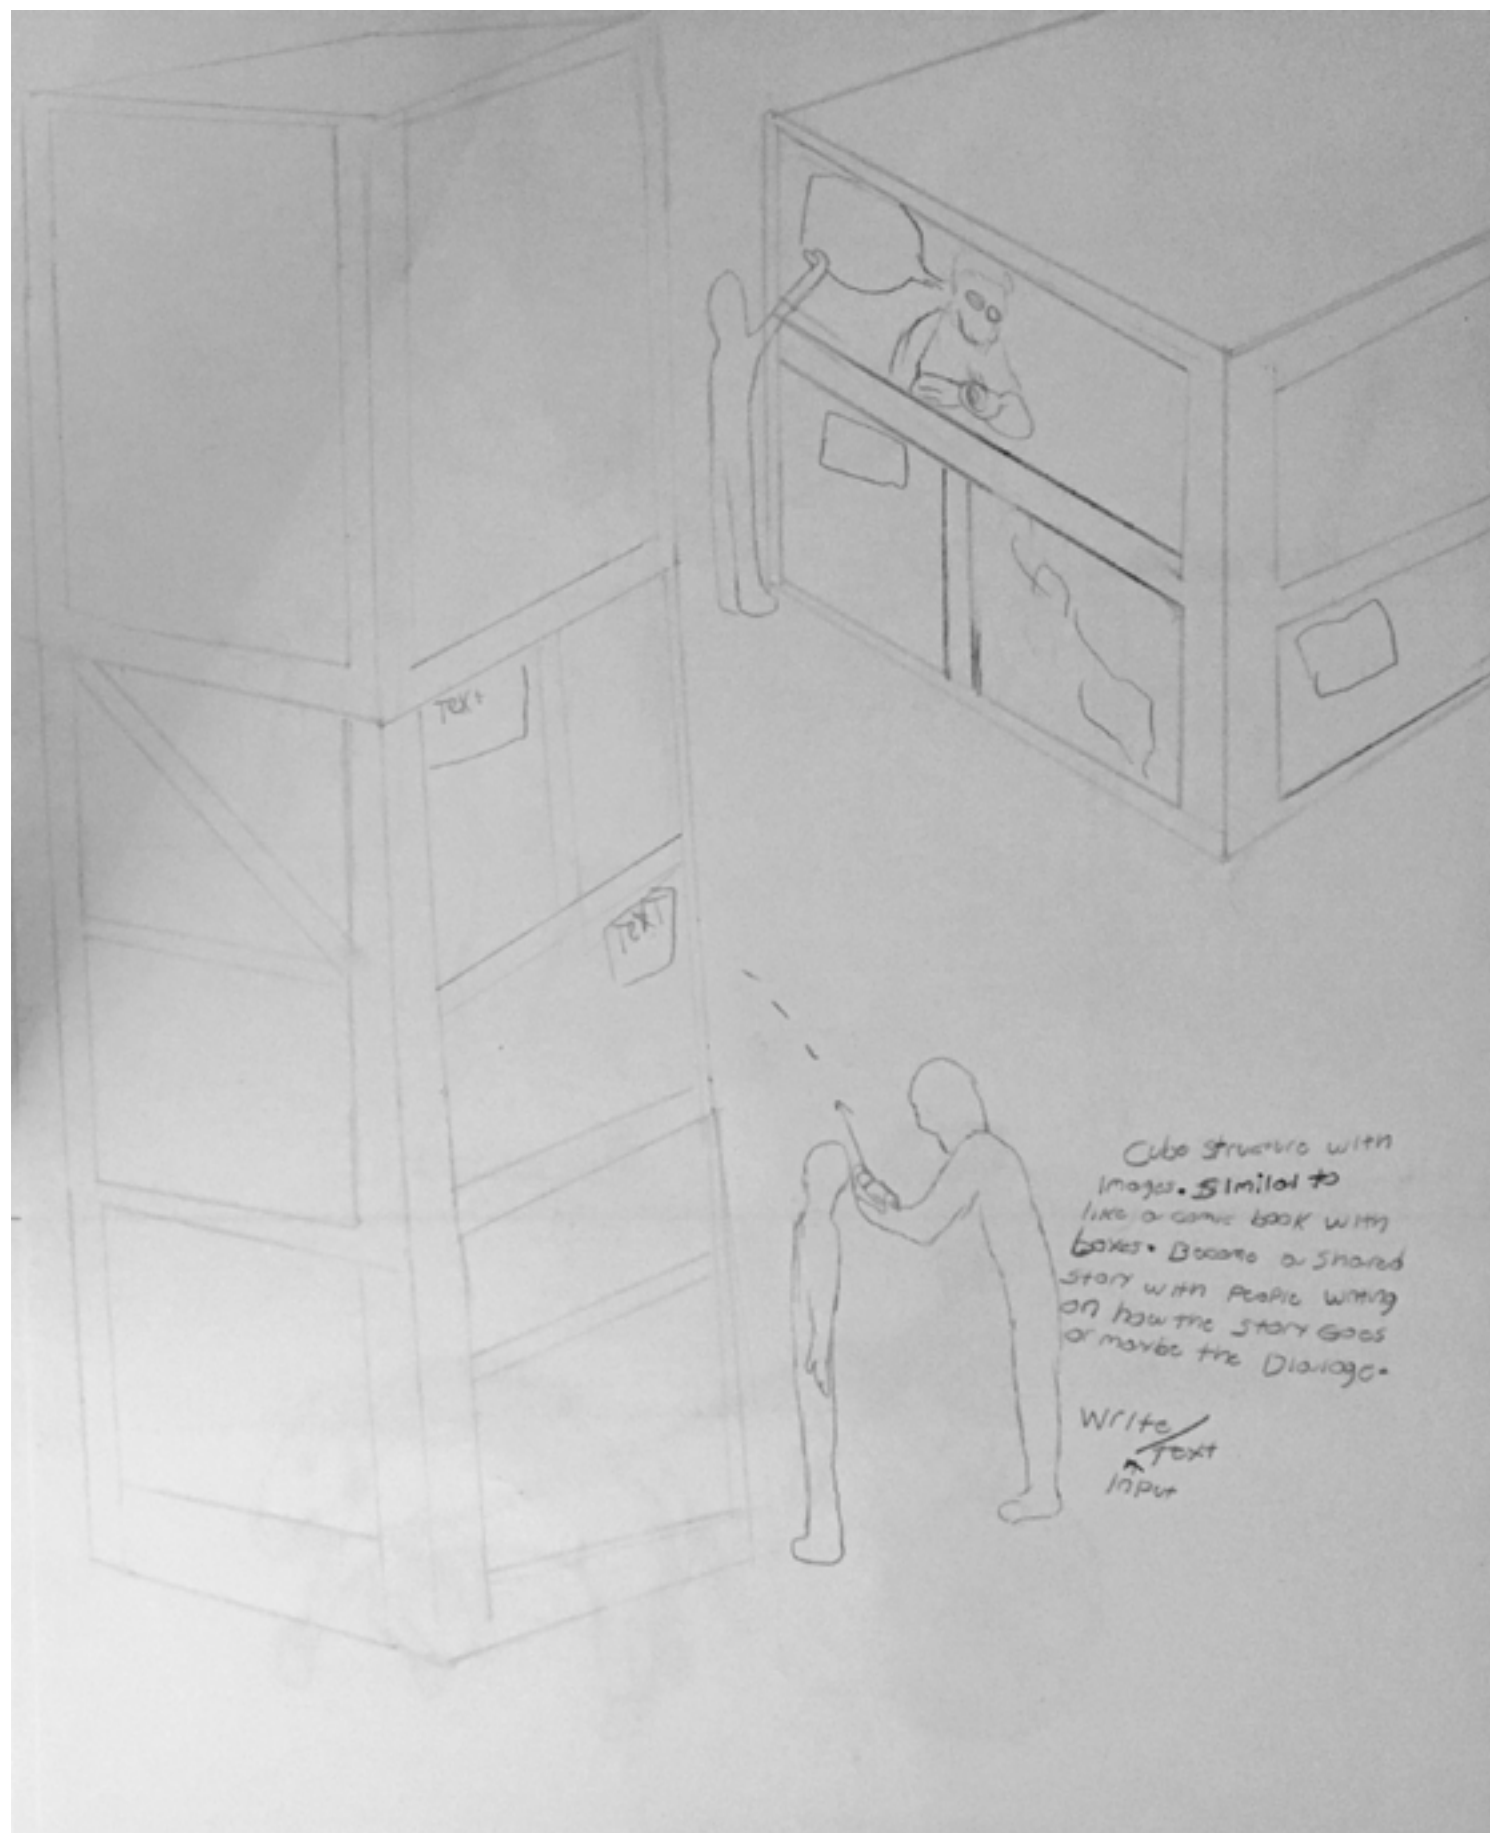 Text
TEXT
Cube structure with
images. Similar to
like a comic book with
boxes. Become a shared
story with people writing
on how the story Goes
or maybe the Dialoge.
Write/
Text
Input